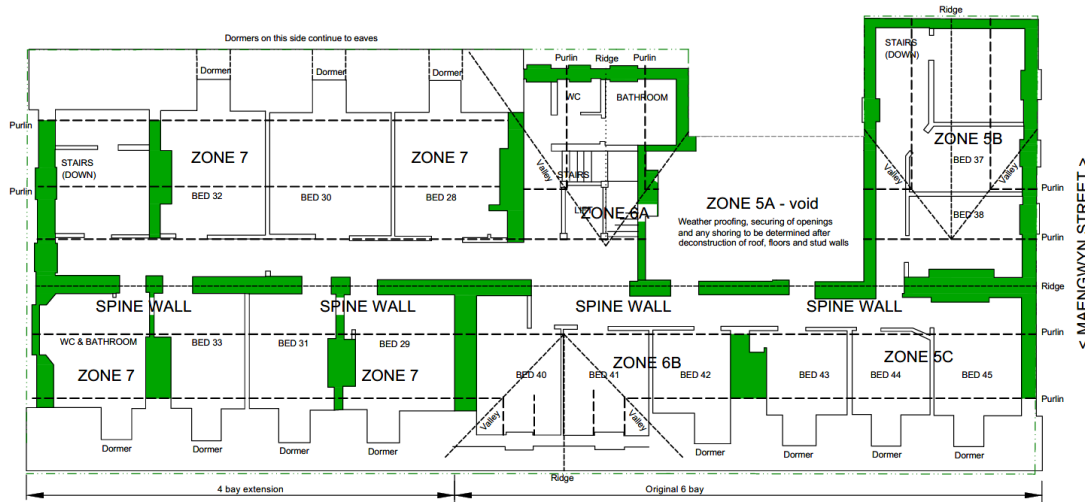 Ridge
Dormers on this side continue to eaves
STAIRS
(DOWN)
Purlin
Ridge
Purlin
Dormer
Dormer
Dormer
WC
BATHROOM
Purlin
ZONE 7
ZONE 7
ZONE 5B
BED 37
STAIRS
(DOWN)
Valley
STAIRS
Valley
Valley
Purlin
Purlin
BED 32
BED 30
BED 28
LIFT
ZONE 6A
ZONE 5A - void
Weather proofing, securing of openings
and any shoring to be determined after
deconstruction of roof, floors and stud walls
BED 38
Purlin
< MAENGWYN STREET >
Ridge
SPINE WALL
SPINE WALL
SPINE WALL
SPINE WALL
Purlin
WC & BATHROOM
BED 33
BED 31
BED 29
ZONE 6B
ZONE 5C
ZONE 7
ZONE 7
BED 40
BED 41
BED 42
BED 43
BED 44
BED 45
Purlin
Valley
Valley
Dormer
Dormer
Dormer
Dormer
Dormer
Dormer
Dormer
Dormer
Ridge
4 bay extension
Original 6 bay